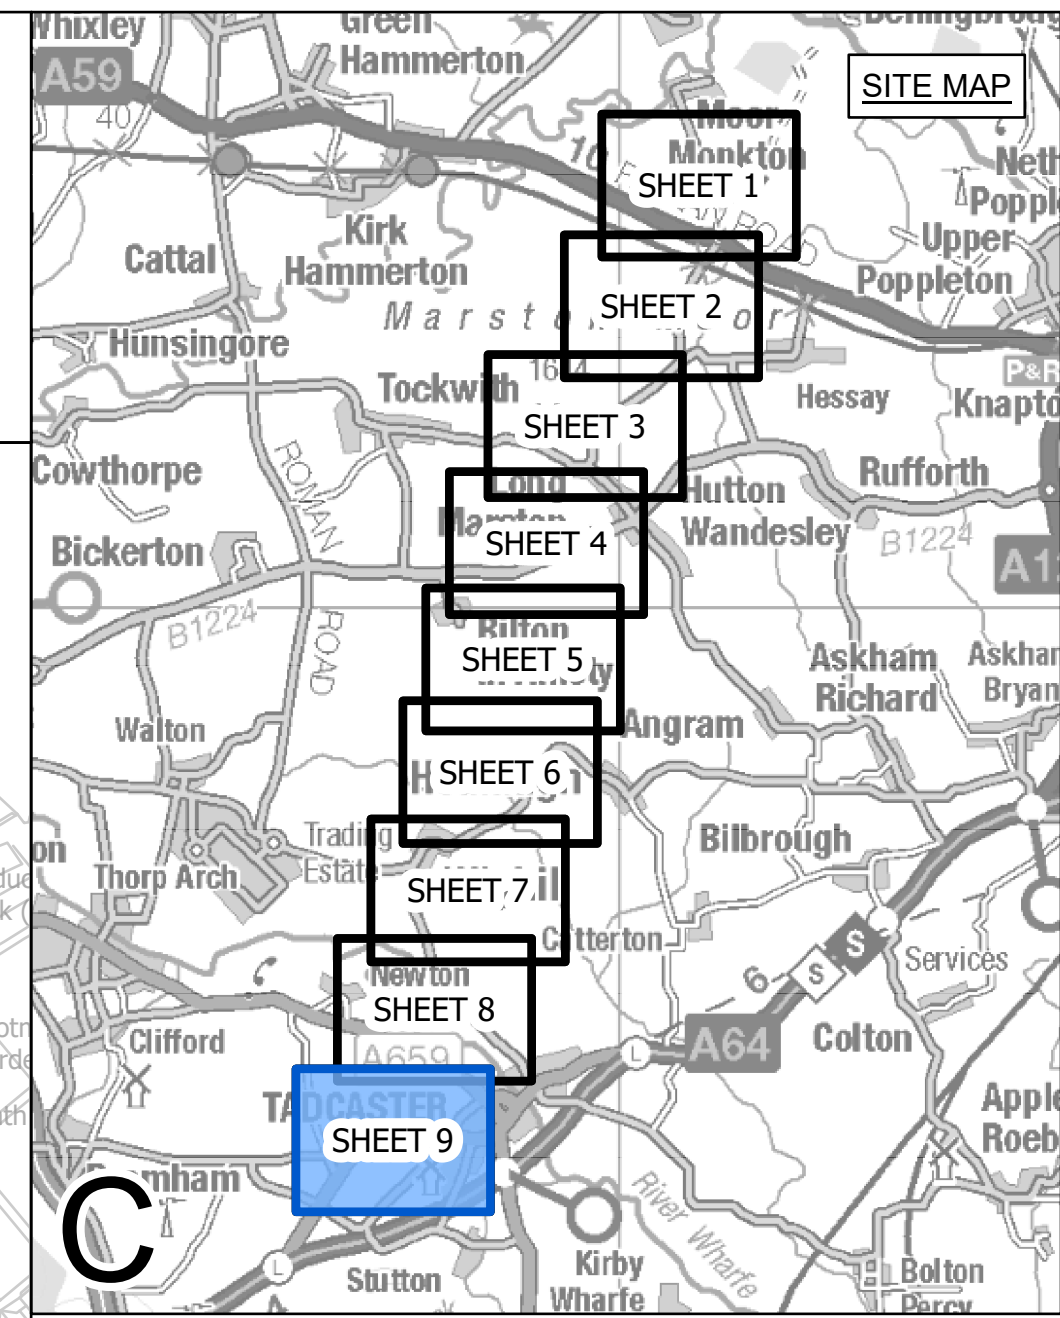 Whixley
Green
Hammerton
SITE MAP
A59
40
Moor
Monkton
SHEET 1
Upper
Poppleton
Kirk
Hammerton
Cattal
SHEET 2
Hunsingore
Tockwith
Hessay
P&R
SHEET 3
Cowthorpe
ROMAN
Long
Hutton
Wandesley
Rufforth
SHEET 4
B1224
Bickerton
B1224
ROAD
SHEET 5
Askham
Richard
Walton
Angram
SHEET 6
Trading
Estate
Bilbrough
Thorp Arch
SHEET 7
Catterton
Newton
6
S
S
Services
SHEET 8
Clifford
A659
L
A64
Colton
TADCASTER
SHEET 9
River Wharfe
C
L
Stutton
Kirby
Wharfe
Bolton
Percy